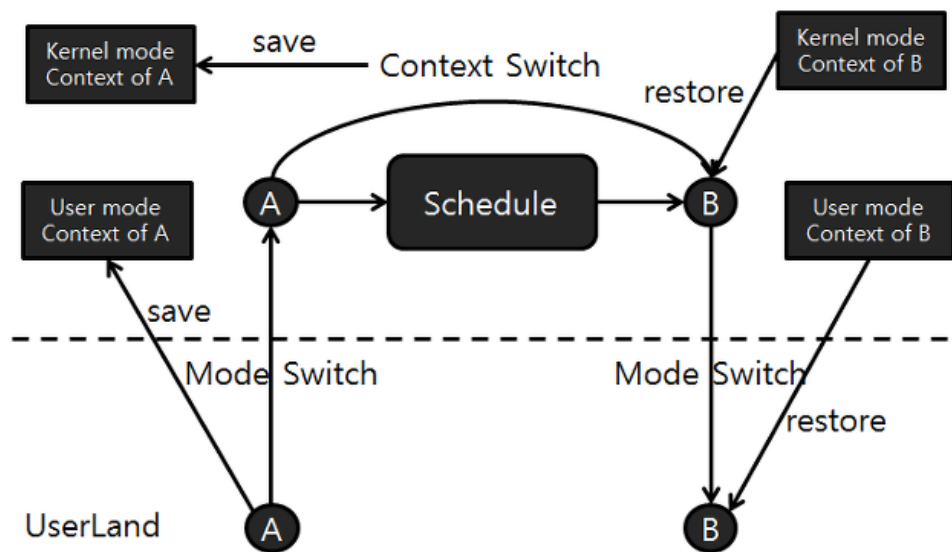 Kernel mode
Context of A
save
Context Switch
Kernel mode
Context of B
restore
User mode
Context of A
A
Schedule
B
User mode
Context of B
save
Mode Switch
Mode Switch
restore
UserLand
A
B